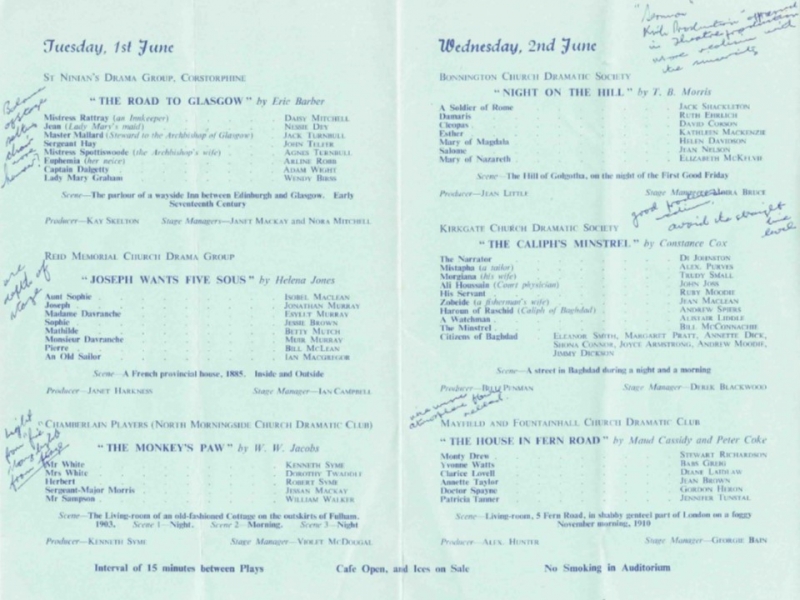 Tuesday, 1st June
St Ninian's Drama Group, Corstorphine
"THE ROAD TO GLASGOW" by Eric Barber
Mistress Rattray (an Innkeeper) Daisy Mitchell
Jean (Lady Mary's maid) Nessie Dey
Master Mallard (Steward to the Archbishop of Glasgow) Jack Turnbull
Sergeant Hay John Telfer
Mistress Spottiswoode (the Archbishop's wife) Agnes Turnbull
Euphemia (her neice) Arline Robb
Captain Dalgetty Adam Wight
Lady Mary Graham Wendy Birss
Scene—The parlour of a wayside Inn between Edinburgh and Glasgow. Early
Seventeenth Century
Producer—Kay Skelton Stage Managers—Janet Mackay and Nora Mitchell
Reid Memorial Church Drama Group
"JOSEPH WANTS FIVE SOUS" by Helena Jones
Aunt Sophie Isobel Maclean
Joseph Jonathan Murray
Madame Davranche Murray
Sophie Jessie Brown
Mathilde Betty Mutch
Monsieur Davranche Muir Murray
Pierre Bill McLean
An Old Sailor Ian Macgregor
Scene—A French provincial house, 1885. Inside and Outside
Producer—Janet Harkness Stage Manager—Ian Campbell
Chamberlain Players (North Morningside Church Dramatic Club)
"THE MONKEY'S PAW" by W. W. Jacobs
Mr White Kenneth Syme
Mrs White Dorothy Twaddle
Herbert Robert Syme
Sergeant-Major Morris Mackay
Mr Sampson William Walker
Scene—The Living-room of an old-fashioned Cottage on the outskirts of Fulham.
1903. Scene 1—Night. Scene 2—Morning. Scene 3—Night
Producer—Kenneth Syme Stage Manager—Violet McDougal
Interval of 15 minutes between Plays
Wednesday, 2nd June
Bonnington Church Dramatic Society
"NIGHT ON THE HILL" by T. B. Morris
A Soldier of Rome Jack Shackleton
Damaris Ruth Ehrlich
Cleopas David Corson
Esther Kathleen Mackenzie
Mary of Magdala Helen Davidson
Salome Jean Nelson
Mary of Nazareth Elizabeth McKelvie
Scene—The Hill of Golgotha, on the night of the First Good Friday
Producer—Jean Little Stage Bruce
good
avoid the straight
line
Kirkgate Church Dramatic Society
"THE CALIPH'S MINSTREL" by Constance Cox
The Narrator Di Johnston
Mistapha (a tailor) Alex. Purves
Morgiana (his wife) Trudy Small
Ali Houssain (Court physician) John Joss
His Servant Ruby Moodie
Zobeide (a fisherman's wife) Jean Maclean
Haroun of Raschid (Caliph of Baghdad) Andrew Spiers
A Watchman Alistair Liddle
The Minstrel Bill McConnachie
Citizens of Baghdad Eleanor Smith, Margaret Pratt, Annette Dick,
Shona Connor, Joyce Armstrong, Andrew Moodie,
Jimmy Dickson
Scene—A street in Baghdad during a night and a morning
Producer—Bill Penman Stage Manager—Derek Blackwood
Mayfield and Fountainhall Church Dramatic Club
"THE HOUSE IN FERN ROAD" by Maud Cassidy and Peter Coke
Monty Drew Stewart Richardson
Yvonne Watts Babs Greig
Clarice Lovell Diane Laidlaw
Annette Taylor Jean Brown
Doctor Spayne Gordon Heron
Patricia Tanner Jennifer Tunstal
Scene—Living-room, 5 Fern Road, in shabby genteel part of London on a foggy
November morning, 1910
Producer—Alex. Hunter Stage Manager—Georgie Bain
Cafe Open, and Ices on Sale No Smoking in Auditorium